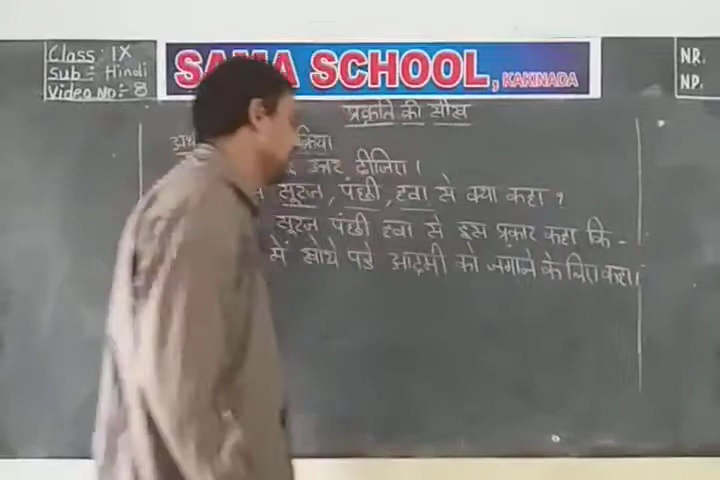 Class : IX
Sub :- Hindi
Video No :- 8
SAMA SCHOOL, KAKINADA
N.R.
NP.
प्रकृति की सीख
उत्तर दीजिए।
सूरज, पंछी, हवा से क्या कहा ?
सूरज पंछी हवा से इस प्रकार कहा कि -
में खोये पडे आदमी को जगाने के लिए कहा।